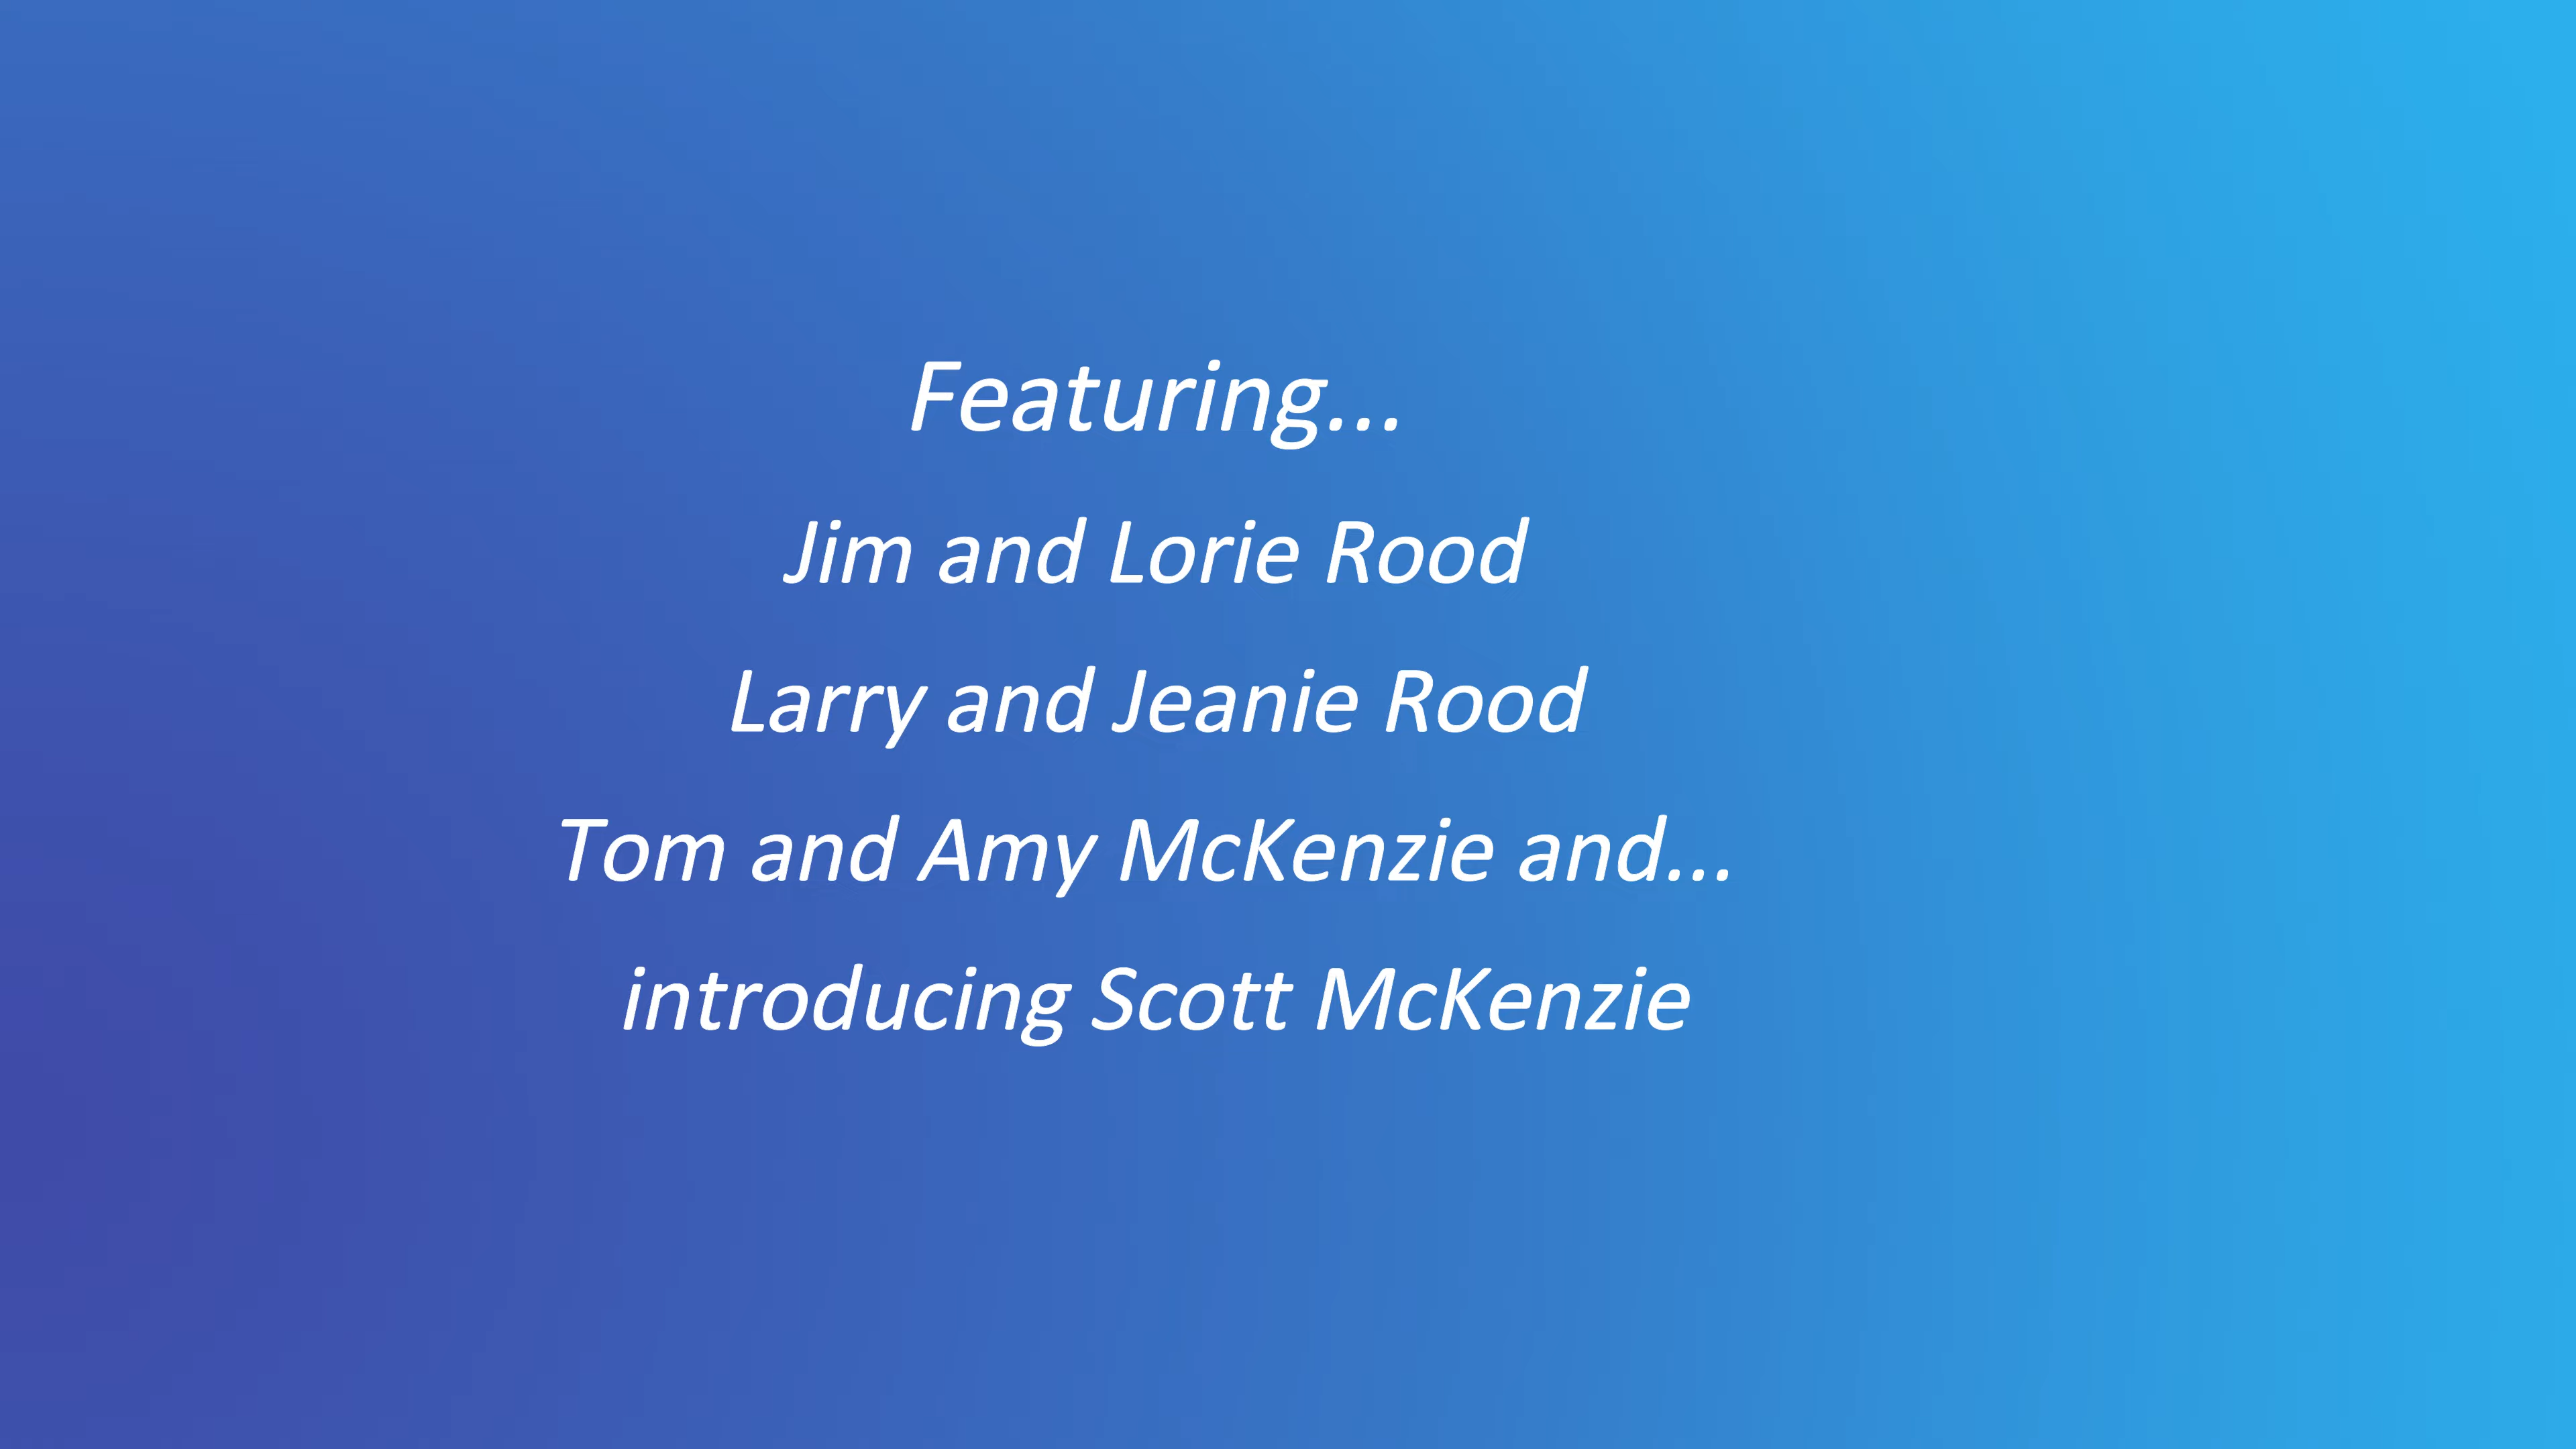 Featuring...
Jim and Lorie Rood
Larry and Jeanie Rood
Tom and Amy McKenzie and...
introducing Scott McKenzie